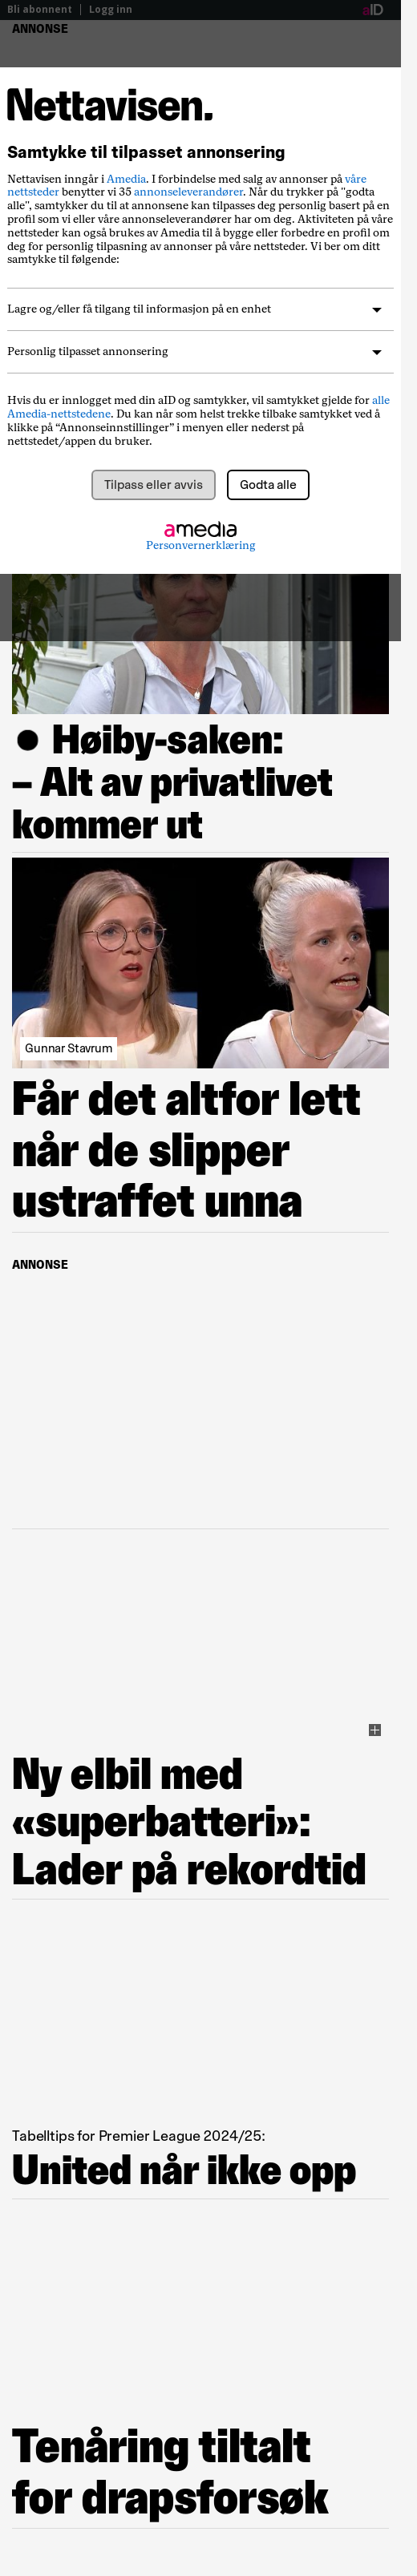 Bli abonnent | Logg inn
aID
ANNONSE
Nettavisen.
Samtykke til tilpasset annonsering
Nettavisen inngår i Amedia. I forbindelse med salg av annonser på våre
nettsteder benytter vi 35 annonseleverandører. Når du trykker på "godta
alle", samtykker du til at annonsene kan tilpasses deg personlig basert på en
profil som vi eller våre annonseleverandører har om deg. Aktiviteten på våre
nettsteder kan også brukes av Amedia til å bygge eller forbedre en profil om
deg for personlig tilpasning av annonser på våre nettsteder. Vi ber om ditt
samtykke til følgende:
Lagre og/eller få tilgang til informasjon på en enhet
Personlig tilpasset annonsering
Hvis du er innlogget med din aID og samtykker, vil samtykket gjelde for alle
Amedia-nettstedene. Du kan når som helst trekke tilbake samtykket ved å
klikke på “Annonseinnstillinger” i menyen eller nederst på
nettstedet/appen du bruker.
Tilpass eller avvis
Godta alle
amedia
Personvernerklæring
● Høiby-saken:
– Alt av privatlivet
kommer ut
Gunnar Stavrum
Får det altfor lett
når de slipper
ustraffet unna
ANNONSE
Ny elbil med
«superbatteri»:
Lader på rekordtid
Tabelltips for Premier League 2024/25:
United når ikke opp
Tenåring tiltalt
for drapsforsøk